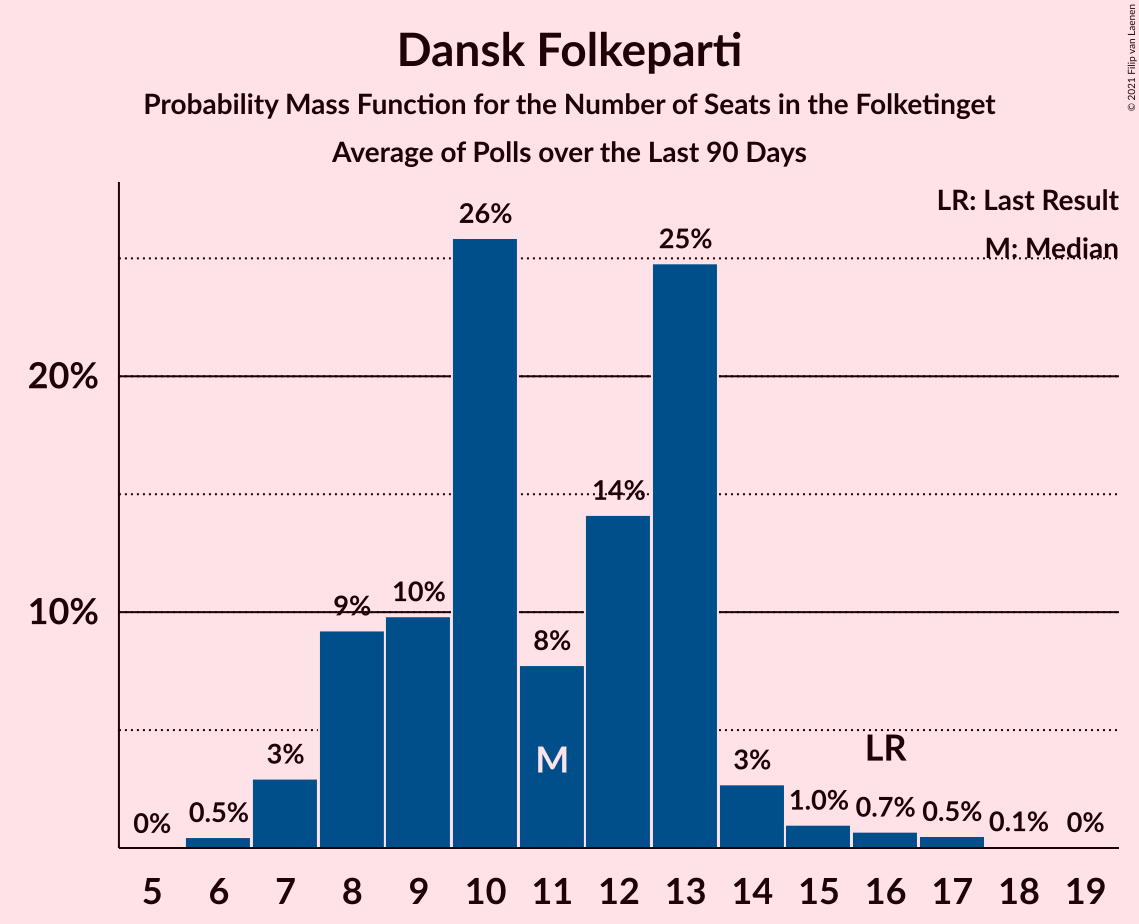 Dansk Folkeparti
Probability Mass Function for the Number of Seats in the Folketinget
Average of Polls over the Last 90 Days
© 2021 Filip van Laenen
LR: Last Result
M: Median
20%
10%
0%
0.5%
3%
9%
10%
26%
8%
14%
25%
3%
1.0%
0.7%
0.5%
0.1%
0%
M
LR
5 6 7 8 9 10 11 12 13 14 15 16 17 18 19